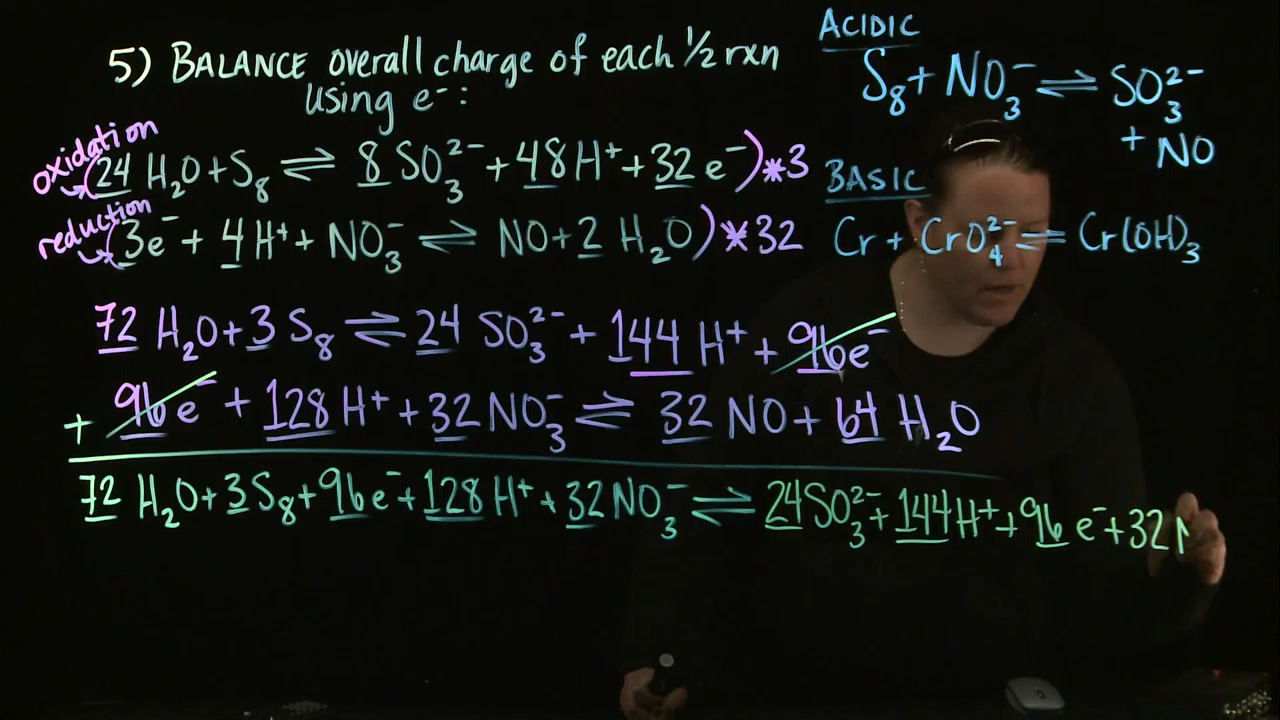 5) BALANCE overall charge of each ½ rxn
using e⁻:
oxidation
(24 H₂O + S₈ ⇌ 8 SO₃²⁻ + 48 H⁺ + 32 e⁻) * 3
reduction
(3e⁻ + 4 H⁺ + NO₃⁻ ⇌ NO + 2 H₂O) * 32
72 H₂O + 3 S₈ ⇌ 24 SO₃²⁻ + 144 H⁺ + 96e⁻
+ 96e⁻ + 128 H⁺ + 32 NO₃⁻ ⇌ 32 NO + 64 H₂O
72 H₂O + 3 S₈ + 96e⁻ + 128 H⁺ + 32 NO₃⁻ ⇌ 24 SO₃²⁻ + 144 H⁺ + 96 e⁻ + 32
ACIDIC
S₈ + NO₃⁻ ⇌ SO₃²⁻
+ NO
BASIC
Cr + CrO₄²⁻ ⇌ Cr(OH)₃